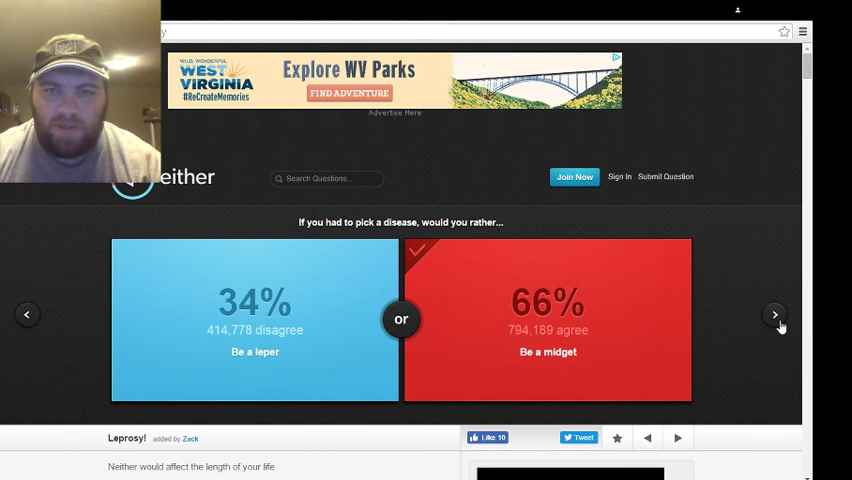 y
WILD, WONDERFUL
WEST
VIRGINIA
#ReCreateMemories
Explore WV Parks
FIND ADVENTURE
Advertise Here
either
Search Questions...
Join Now
Sign In
Submit Question
If you had to pick a disease, would you rather...
34%
414,778 disagree
Be a leper
or
66%
794,189 agree
Be a midget
Leprosy! added by Zack
Like 10
Tweet
Neither would affect the length of your life